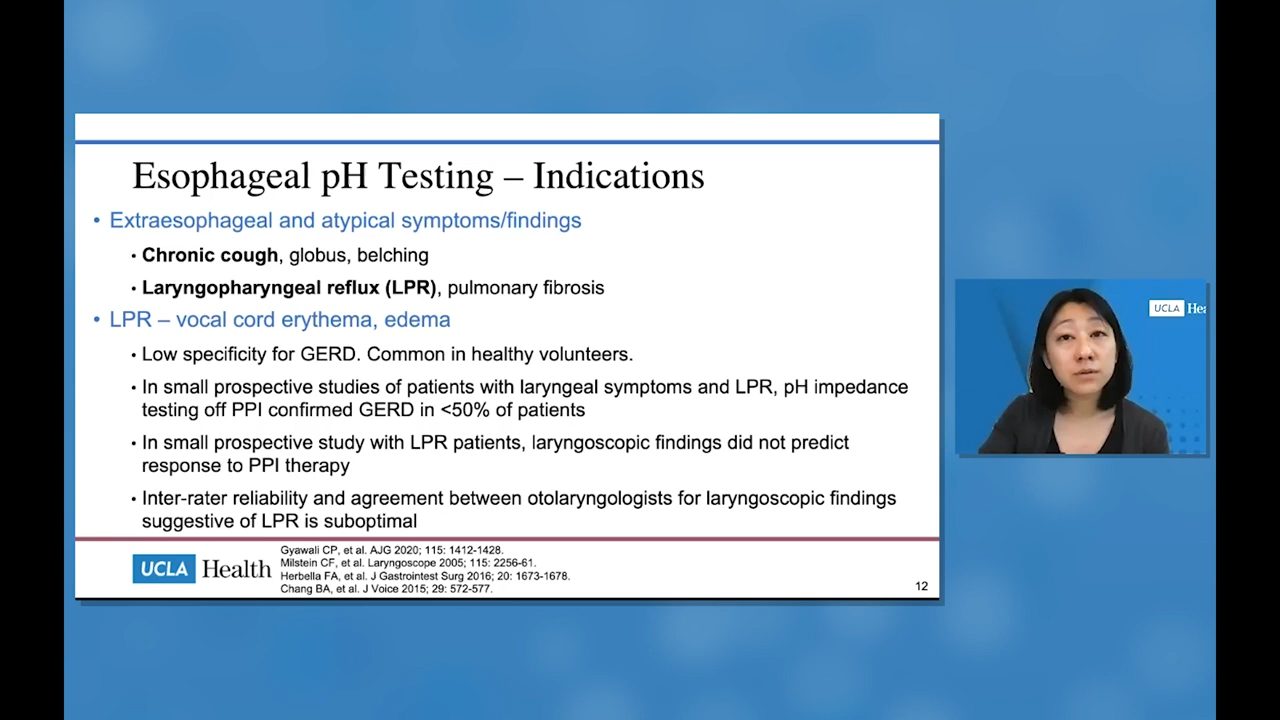 Esophageal pH Testing – Indications
• Extraesophageal and atypical symptoms/findings
• Chronic cough, globus, belching
• Laryngopharyngeal reflux (LPR), pulmonary fibrosis
• LPR – vocal cord erythema, edema
• Low specificity for GERD. Common in healthy volunteers.
• In small prospective studies of patients with laryngeal symptoms and LPR, pH impedance
testing off PPI confirmed GERD in <50% of patients
• In small prospective study with LPR patients, laryngoscopic findings did not predict
response to PPI therapy
• Inter-rater reliability and agreement between otolaryngologists for laryngoscopic findings
suggestive of LPR is suboptimal
UCLA Health
Gyawali CP, et al. AJG 2020; 115: 1412-1428.
Milstein CF, et al. Laryngoscope 2005; 115: 2256-61.
Herbella FA, et al. J Gastrointest Surg 2016; 20: 1673-1678.
Chang BA, et al. J Voice 2015; 29: 572-577.
12
UCLA Hea